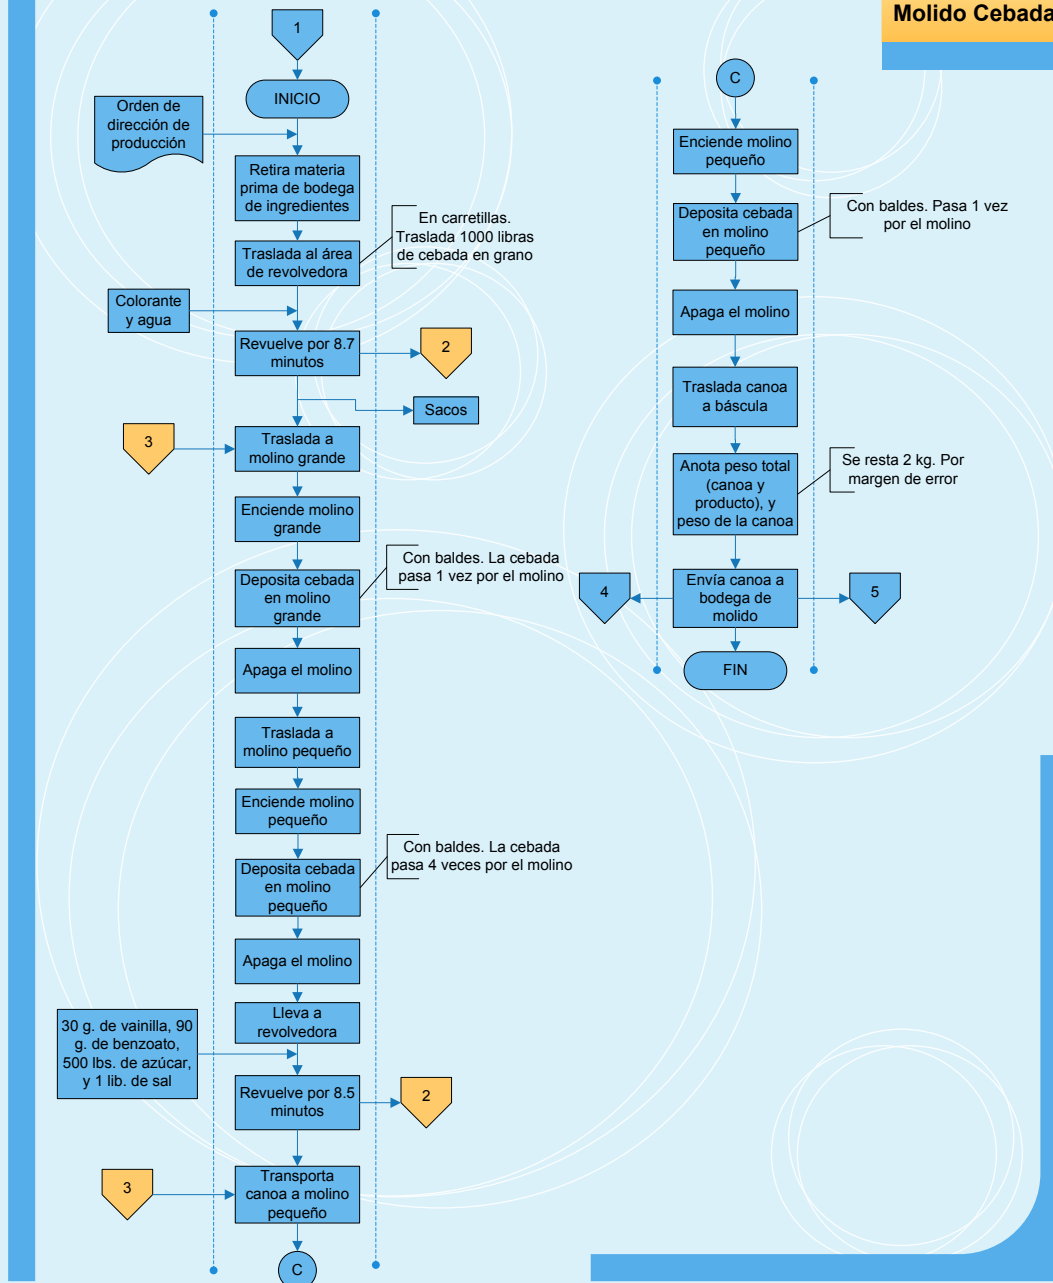 Molido Cebada
1
INICIO
Orden de
dirección de
producción
Retira materia
prima de bodega
de ingredientes
En carretillas.
Traslada 1000 libras
de cebada en grano
Traslada al área
de revolvedora
Colorante
y agua
Revuelve por 8.7
minutos
2
Sacos
3
Traslada a
molino grande
Enciende molino
grande
Con baldes. La cebada
pasa 1 vez por el molino
Deposita cebada
en molino
grande
Apaga el molino
Traslada a
molino pequeño
Enciende molino
pequeño
Con baldes. La cebada
pasa 4 veces por el molino
Deposita cebada
en molino
pequeño
Apaga el molino
Lleva a
revolvedora
30 g. de vainilla, 90
g. de benzoato,
500 lbs. de azúcar,
y 1 lib. de sal
Revuelve por 8.5
minutos
2
3
Transporta
canoa a molino
pequeño
C
C
Enciende molino
pequeño
Deposita cebada
en molino
pequeño
Con baldes. Pasa 1 vez
por el molino
Apaga el molino
Traslada canoa
a báscula
Anota peso total
(canoa y
producto), y
peso de la canoa
Se resta 2 kg. Por
margen de error
4
Envía canoa a
bodega de
molido
5
FIN